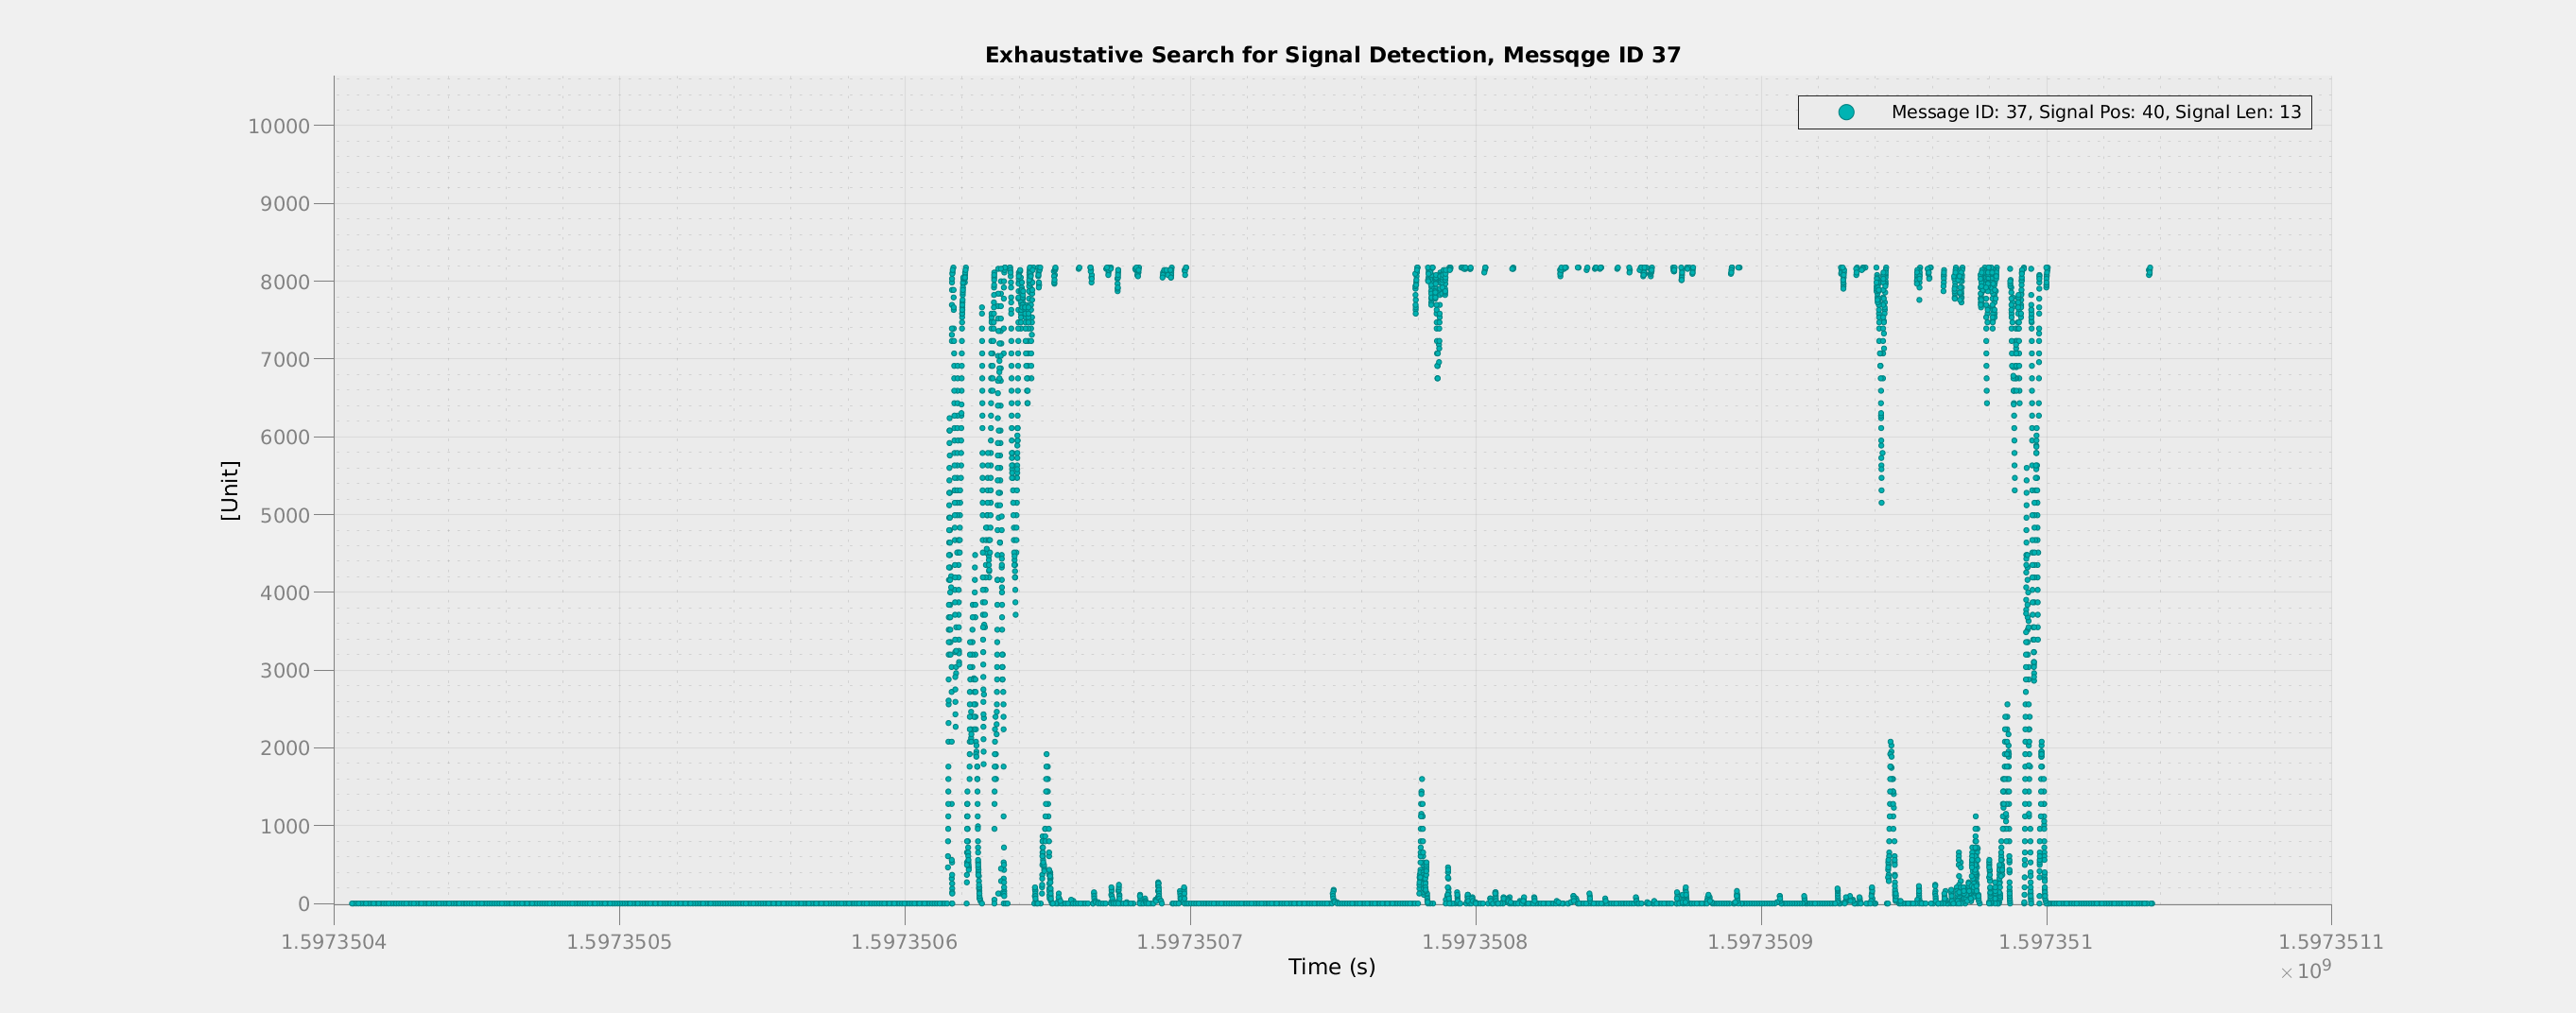 Exhaustative Search for Signal Detection, Messqge ID 37
Message ID: 37, Signal Pos: 40, Signal Len: 13
10000
9000
8000
7000
6000
5000
4000
3000
2000
1000
0
[Unit]
1.5973504 1.5973505 1.5973506 1.5973507 1.5973508 1.5973509 1.597351 1.5973511
Time (s)
× 10⁹